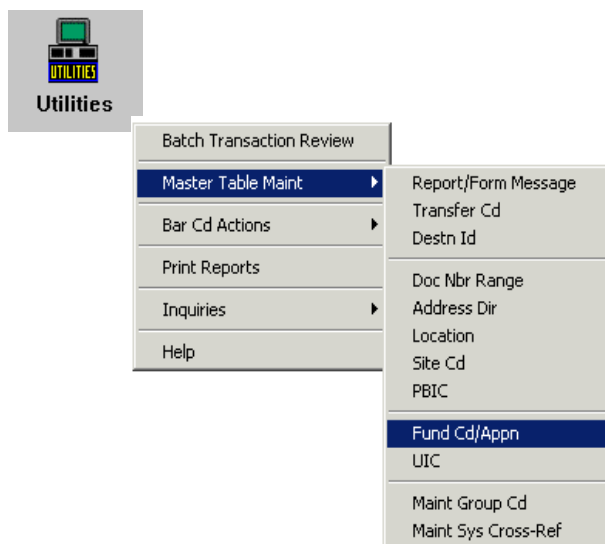 UTILITIES
Utilities
Batch Transaction Review
Master Table Maint
Bar Cd Actions
Print Reports
Inquiries
Help
Report/Form Message
Transfer Cd
Destn Id
Doc Nbr Range
Address Dir
Location
Site Cd
PBIC
Fund Cd/Appn
UIC
Maint Group Cd
Maint Sys Cross-Ref